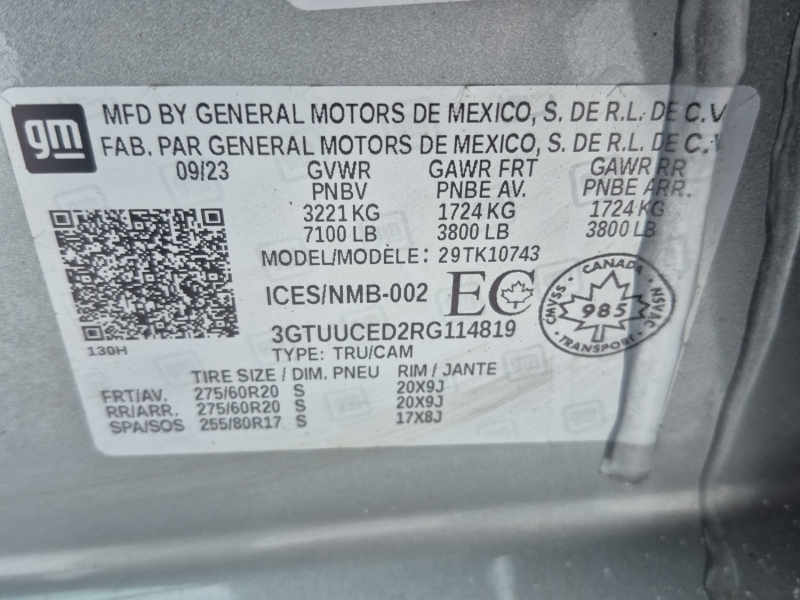 gm
MFD BY GENERAL MOTORS DE MEXICO, S. DE R.L. DE C.V
FAB. PAR GENERAL MOTORS DE MEXICO, S. DE R.L. DE C.V
09/23 GVWR GAWR FRT GAWR RR
PNBV PNBE AV. PNBE ARR.
3221 KG 1724 KG 1724 KG
7100 LB 3800 LB 3800 LB
MODEL/MODÈLE: 29TK10743
ICES/NMB-002 EC
CANADA
CMVSS 985 NSVAC
TRANSPORT
3GTUUCED2RG114819
130H
TYPE: TRU/CAM
TIRE SIZE / DIM. PNEU RIM / JANTE
FRT/AV. 275/60R20 S 20X9J
RR/ARR. 275/60R20 S 20X9J
SPA/SOS 255/80R17 S 17X8J